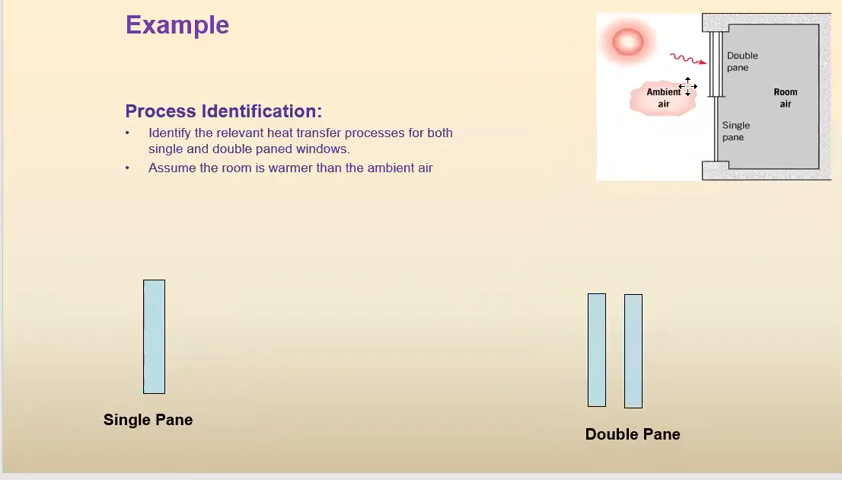 Example
Double
pane
Ambient
air
Room
air
Single
pane
Process Identification:
• Identify the relevant heat transfer processes for both
single and double paned windows.
• Assume the room is warmer than the ambient air
Single Pane
Double Pane